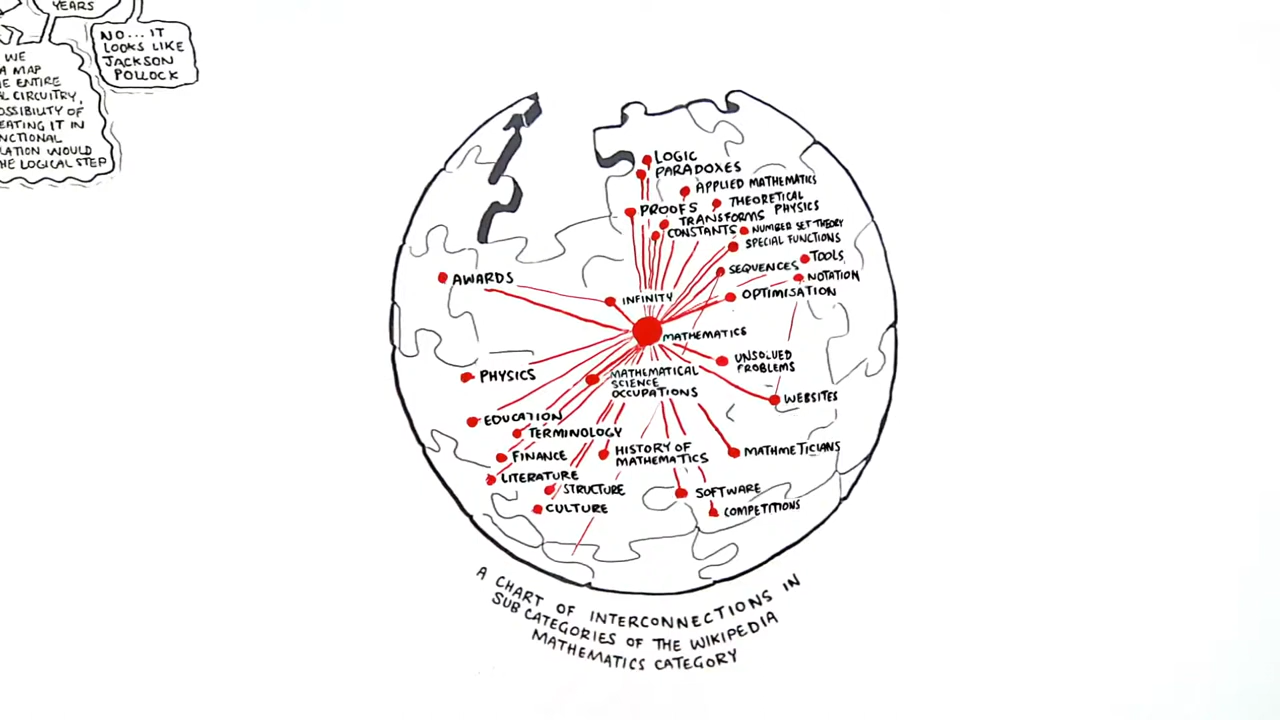 YEARS
NO... IT
LOOKS LIKE
JACKSON
POLLOCK
WE
A MAP
E ENTIRE
L CIRCUITRY,
OSSIBILITY OF
EATING IT IN
NCTIONAL
LATION WOULD
HE LOGICAL STEP
LOGIC
PARADOXES
APPLIED MATHEMATICS
THEORETICAL
PHYSICS
PROOFS
TRANSFORMS
CONSTANTS
NUMBER SET THEORY
SPECIAL FUNCTIONS
TOOLS
SEQUENCES
NOTATION
AWARDS
OPTIMISATION
INFINITY
MATHEMATICS
UNSOLVED
PROBLEMS
PHYSICS
MATHEMATICAL
SCIENCE
OCCUPATIONS
WEBSITES
EDUCATION
TERMINOLOGY
FINANCE
HISTORY OF
MATHEMATICS
MATHMETICIANS
LITERATURE
STRUCTURE
SOFTWARE
CULTURE
COMPETITIONS
A CHART OF INTERCONNECTIONS IN
SUB CATEGORIES OF THE WIKIPEDIA
MATHEMATICS CATEGORY